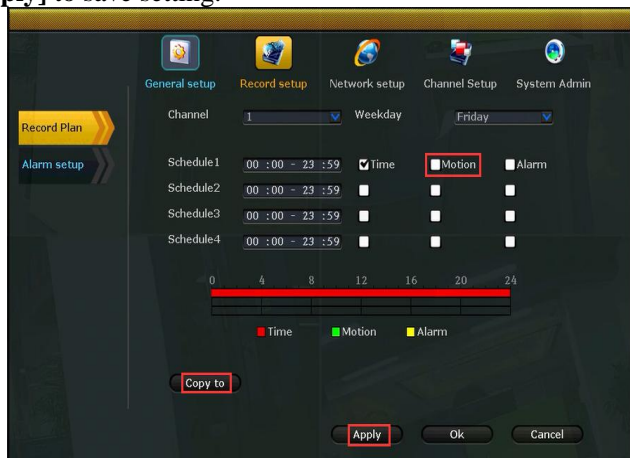 ply] to save setting.
General setup Record setup Network setup Channel Setup System Admin
Record Plan
Alarm setup
Channel 1 Weekday Friday
Schedule1 00 :00 - 23 :59 Time Motion Alarm
Schedule2 00 :00 - 23 :59
Schedule3 00 :00 - 23 :59
Schedule4 00 :00 - 23 :59
0 4 8 12 16 20 24
Time Motion Alarm
Copy to
Apply Ok Cancel